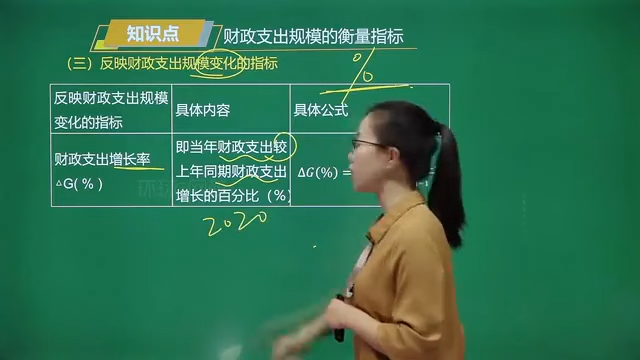 知识点
财政支出规模的衡量指标
（三）反映财政支出规模变化的指标
%
反映财政支出规模变化的指标
具体内容
具体公式
财政支出增长率
△G(%)
即当年财政支出较
上年同期财政支出
增长的百分比（%）
ΔG(%)=
2020